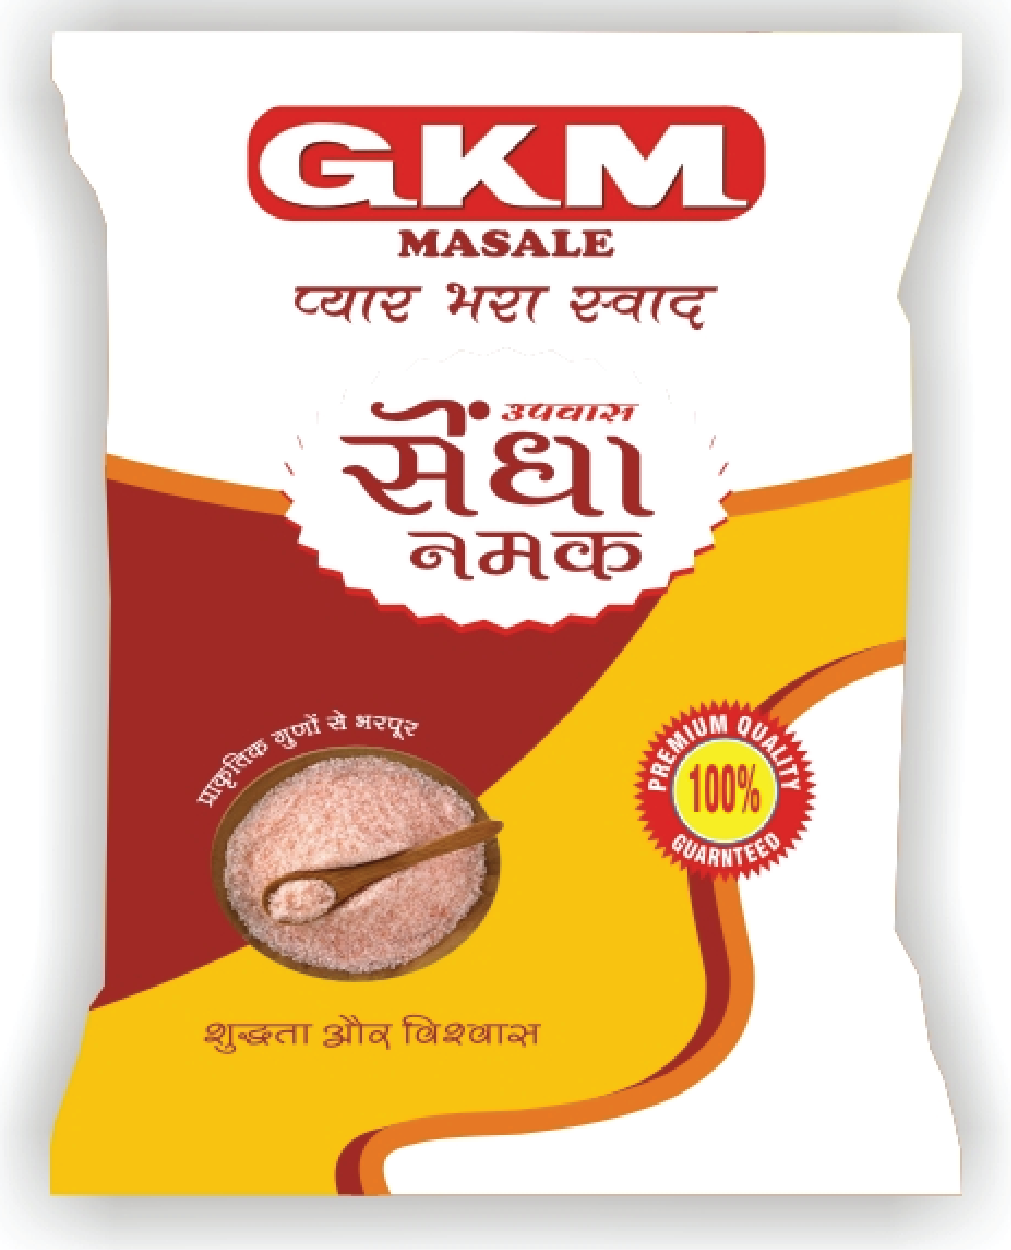 GKM
MASALE
प्यार भरा स्वाद
उपवास
सेंधा
नमक
प्राकृतिक गुणों से भरपूर
PREMIUM QUALITY
100%
GUARNTEED
शुद्धता और विश्वास